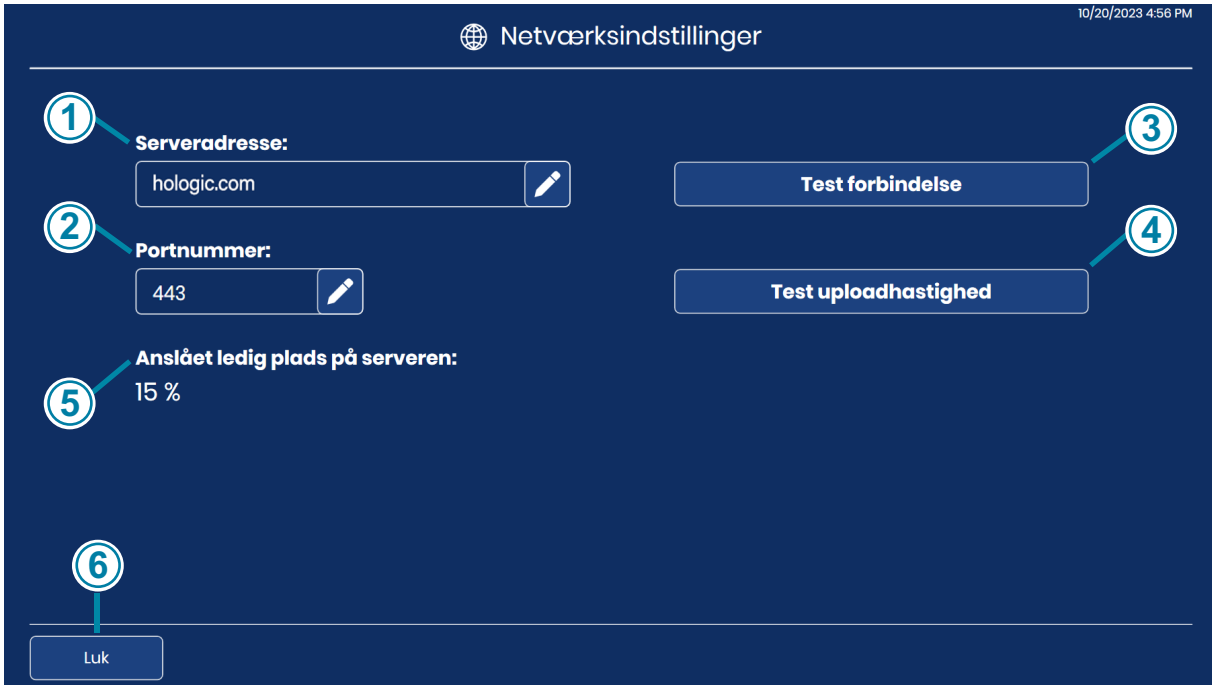 10/20/2023 4:56 PM
Netværksindstillinger
1
Serveradresse:
hologic.com
3
Test forbindelse
2
Portnummer:
443
4
Test uploadhastighed
Anslået ledig plads på serveren:
5
15 %
6
Luk